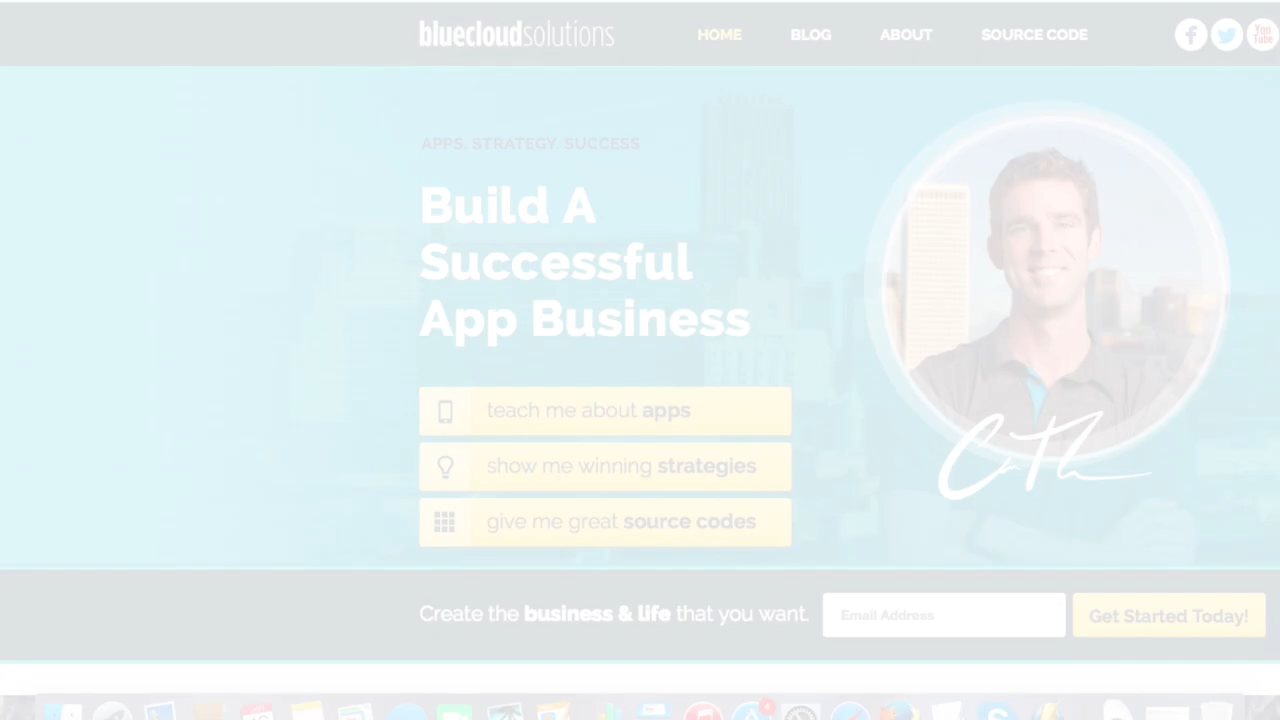 bluecloudsolutions HOME BLOG ABOUT SOURCE CODE You Tube
APPS. STRATEGY. SUCCESS
Build A
Successful
App Business
teach me about apps
show me winning strategies
give me great source codes
Create the business & life that you want. Email Address Get Started Today!